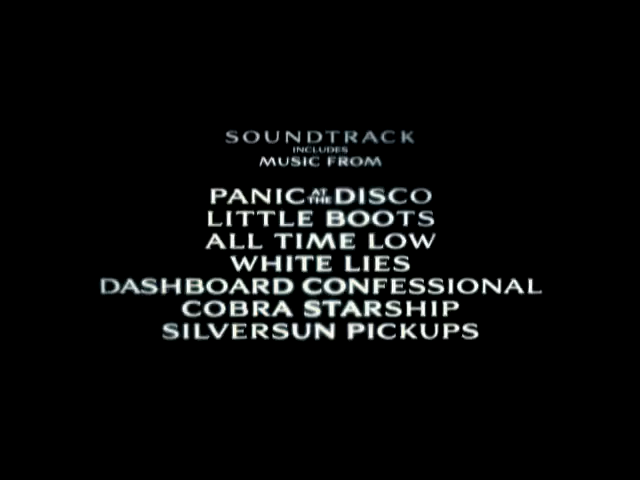 SOUNDTRACK
INCLUDES
MUSIC FROM
PANIC AT THE DISCO
LITTLE BOOTS
ALL TIME LOW
WHITE LIES
DASHBOARD CONFESSIONAL
COBRA STARSHIP
SILVERSUN PICKUPS